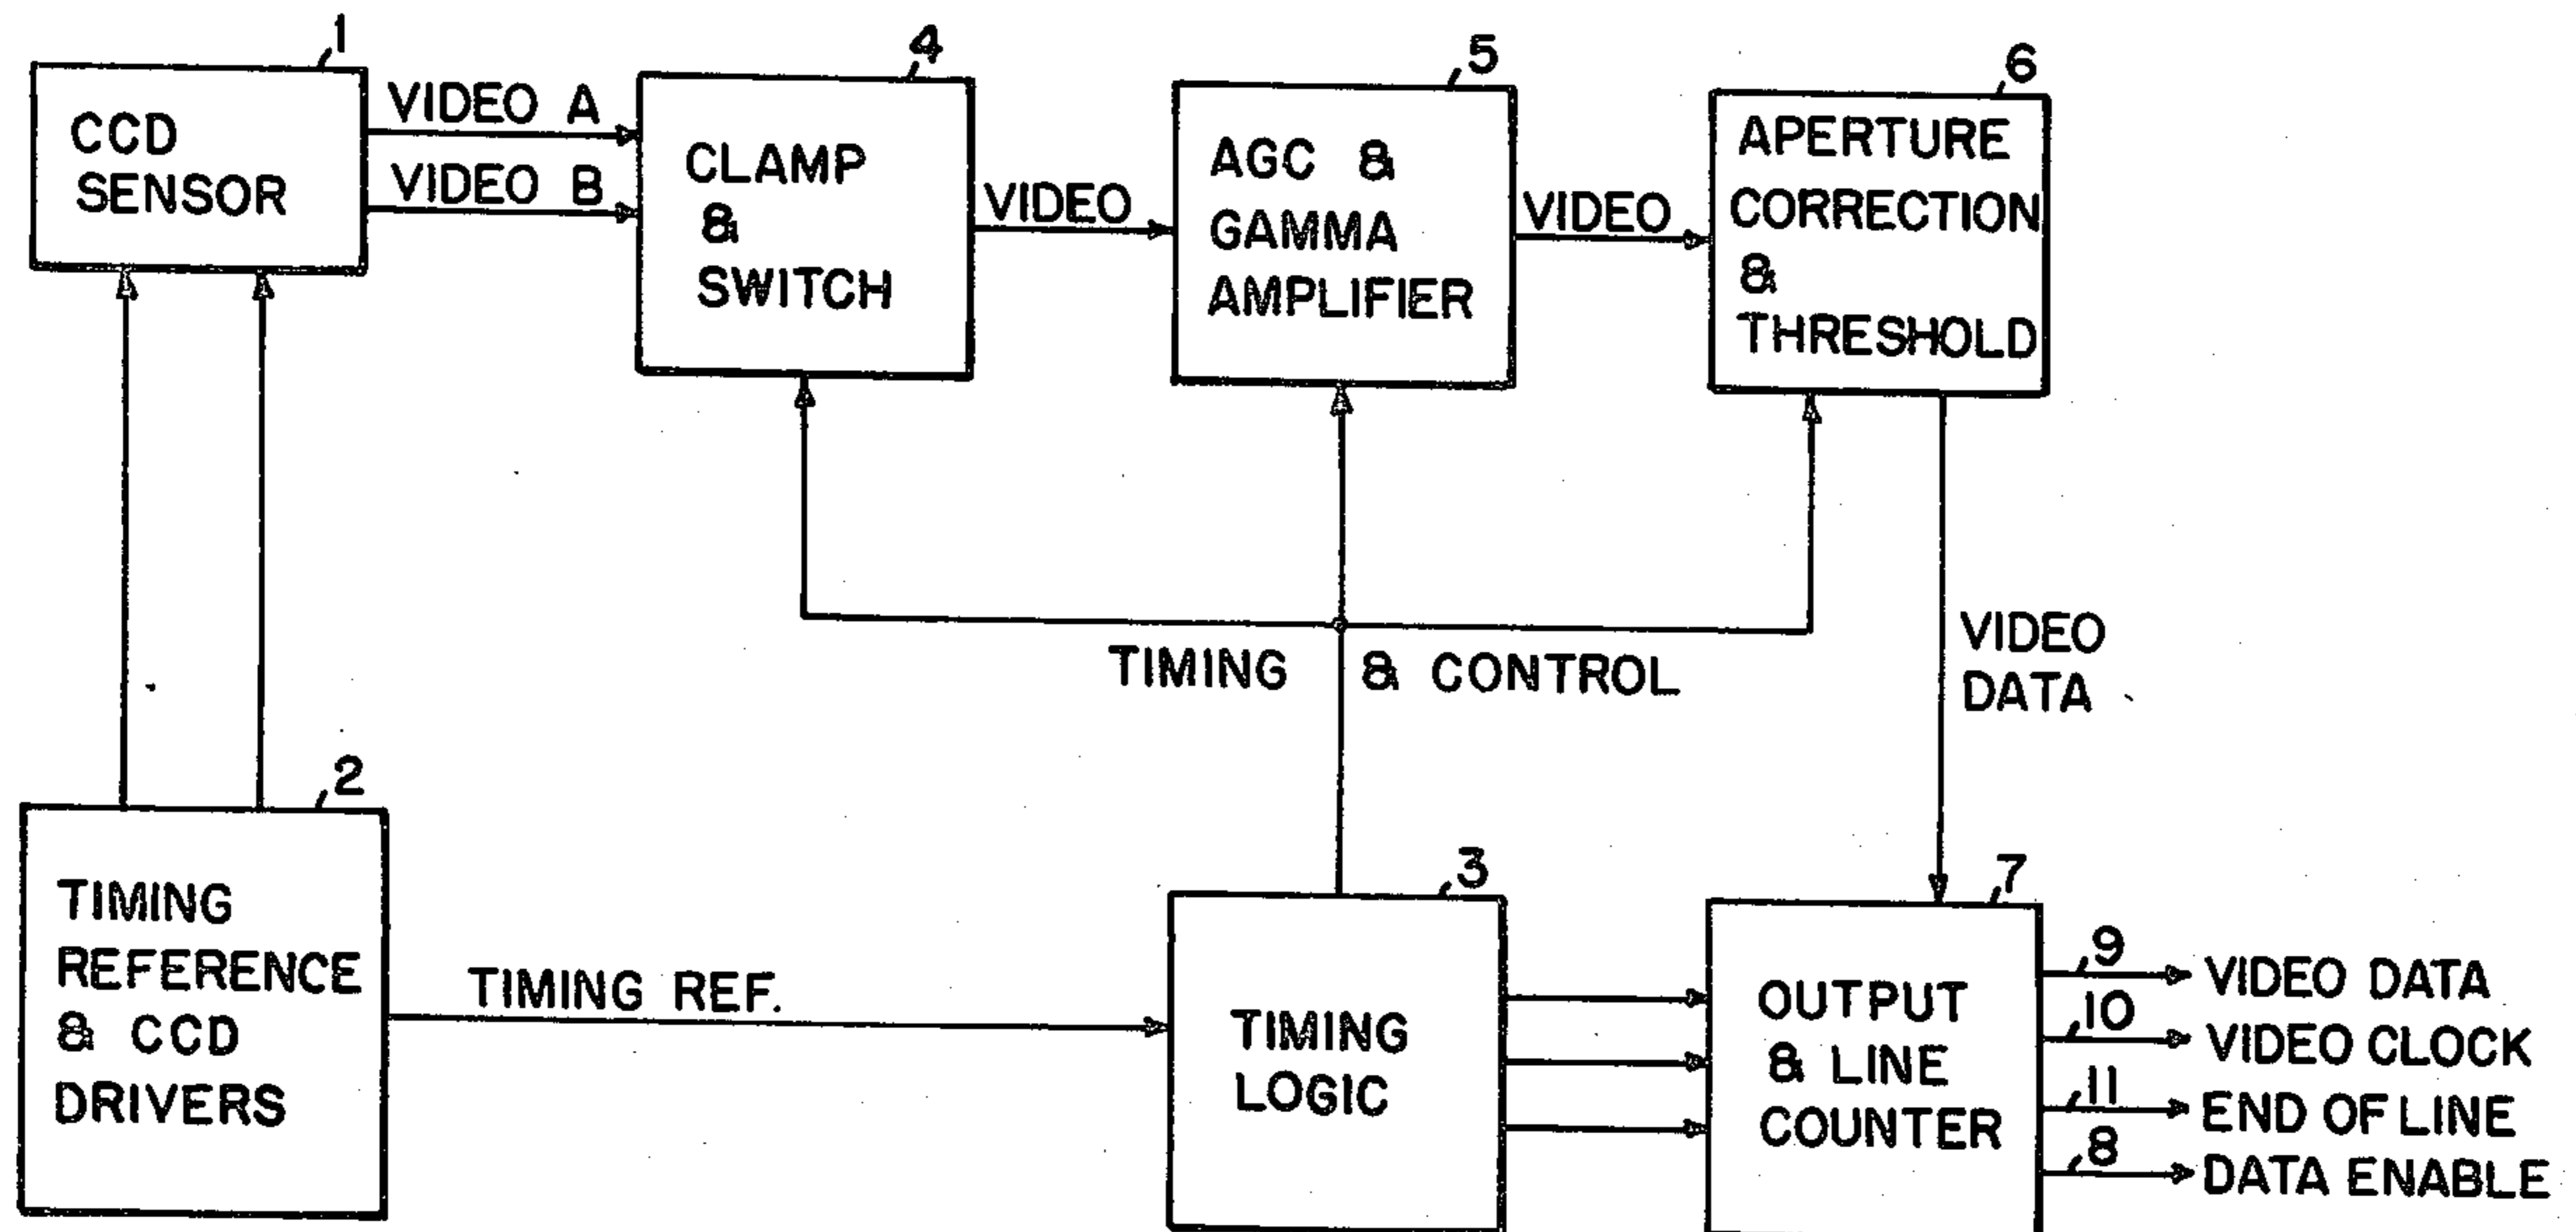 1
CCD
SENSOR
VIDEO A
VIDEO B
4
CLAMP
&
SWITCH
VIDEO
5
AGC &
GAMMA
AMPLIFIER
VIDEO
6
APERTURE
CORRECTION
&
THRESHOLD
TIMING & CONTROL
VIDEO
DATA
2
TIMING
REFERENCE
& CCD
DRIVERS
TIMING REF.
3
TIMING
LOGIC
7
OUTPUT
& LINE
COUNTER
9
VIDEO DATA
10
VIDEO CLOCK
11
END OF LINE
8
DATA ENABLE